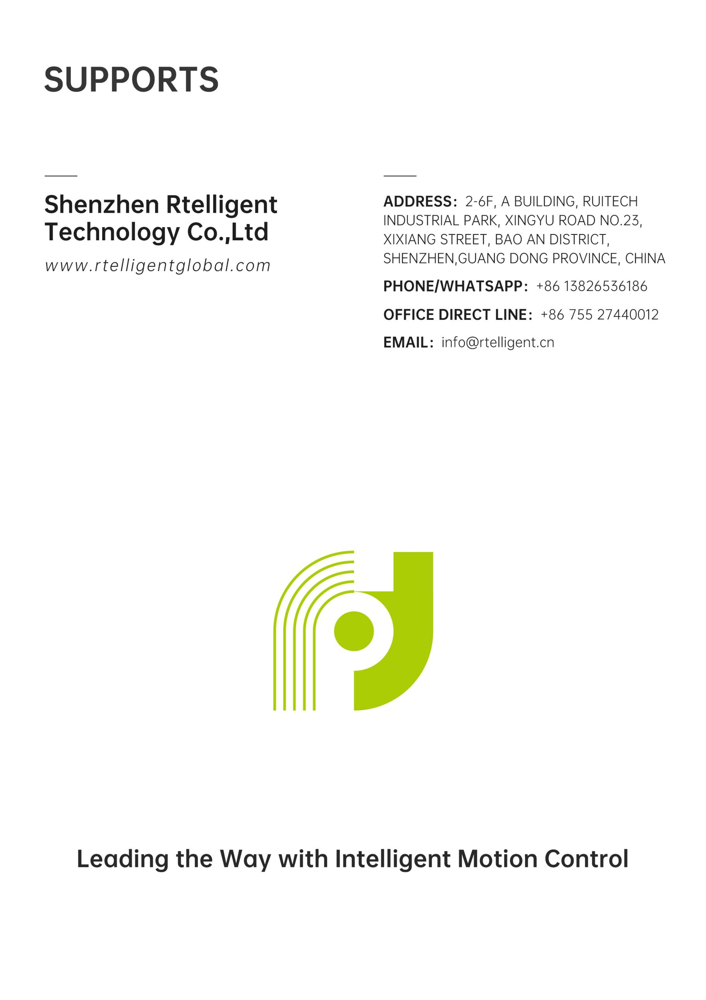 SUPPORTS
Shenzhen Rtelligent
Technology Co.,Ltd
www.rtelligentglobal.com
ADDRESS: 2-6F, A BUILDING, RUITECH
INDUSTRIAL PARK, XINGYU ROAD NO.23,
XIXIANG STREET, BAO AN DISTRICT,
SHENZHEN,GUANG DONG PROVINCE, CHINA
PHONE/WHATSAPP: +86 13826536186
OFFICE DIRECT LINE: +86 755 27440012
EMAIL: info@rtelligent.cn
Leading the Way with Intelligent Motion Control